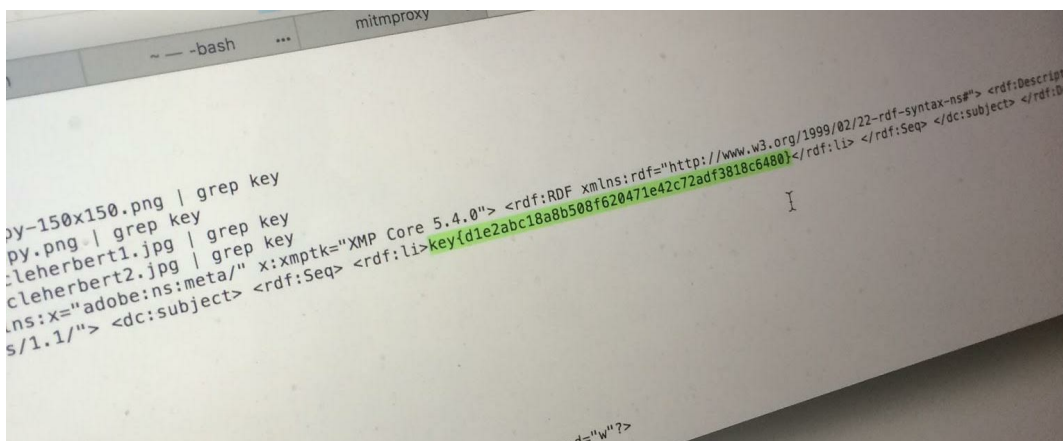 ~ — -bash
•••
mitmproxy
py-150x150.png | grep key
py.png | grep key
cleherbert1.jpg | grep key
cleherbert2.jpg | grep key
ns:x="adobe:ns:meta/" x:xmptk="XMP Core 5.4.0"> <rdf:RDF xmlns:rdf="http://www.w3.org/1999/02/22-rdf-syntax-ns#"> <rdf:Descript
s/1.1/"> <dc:subject> <rdf:Seq> <rdf:li>key{d1e2abc18a8b508f620471e42c72adf3818c6480}</rdf:li> </rdf:Seq> </dc:subject> </rdf:D
d="w"?>